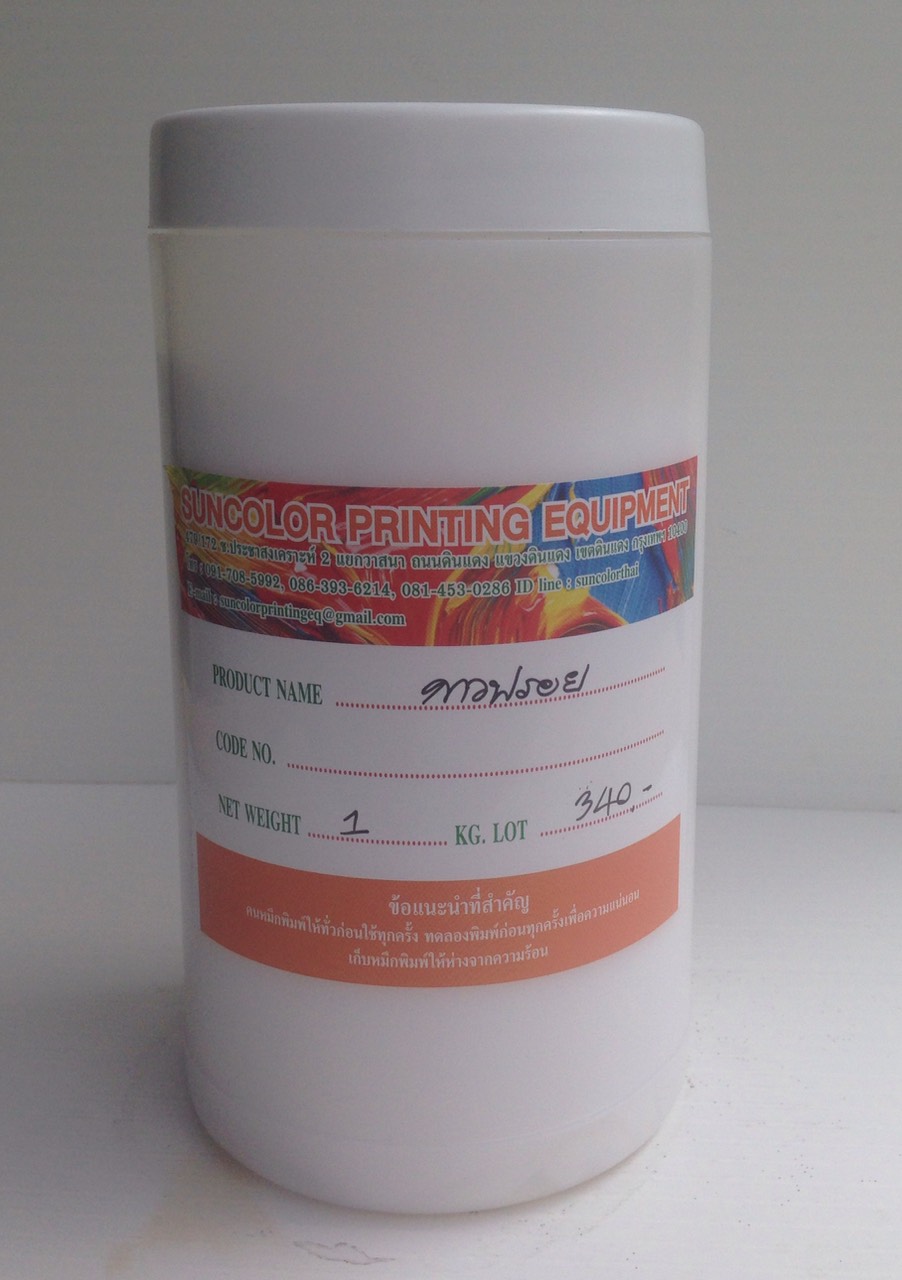 SUNCOLOR PRINTING EQUIPMENT
172 ซ.ประชาสงเคราะห์ 2 แยกวาสนา ถนนดินแดง แขวงดินแดง เขตดินแดง กรุงเทพฯ 10400
: 091-708-5992, 086-393-6214, 081-453-0286 ID line : suncolorthai
E-mail : suncolorprintingeq@gmail.com
PRODUCT NAME กาวฟรอย
CODE NO.
NET WEIGHT 1 KG. LOT 340.-
ข้อแนะนำที่สำคัญ
คนหมึกพิมพ์ให้ทั่วก่อนใช้ทุกครั้ง ทดลองพิมพ์ก่อนทุกครั้งเพื่อความแน่นอน
เก็บหมึกพิมพ์ให้ห่างจากความร้อน